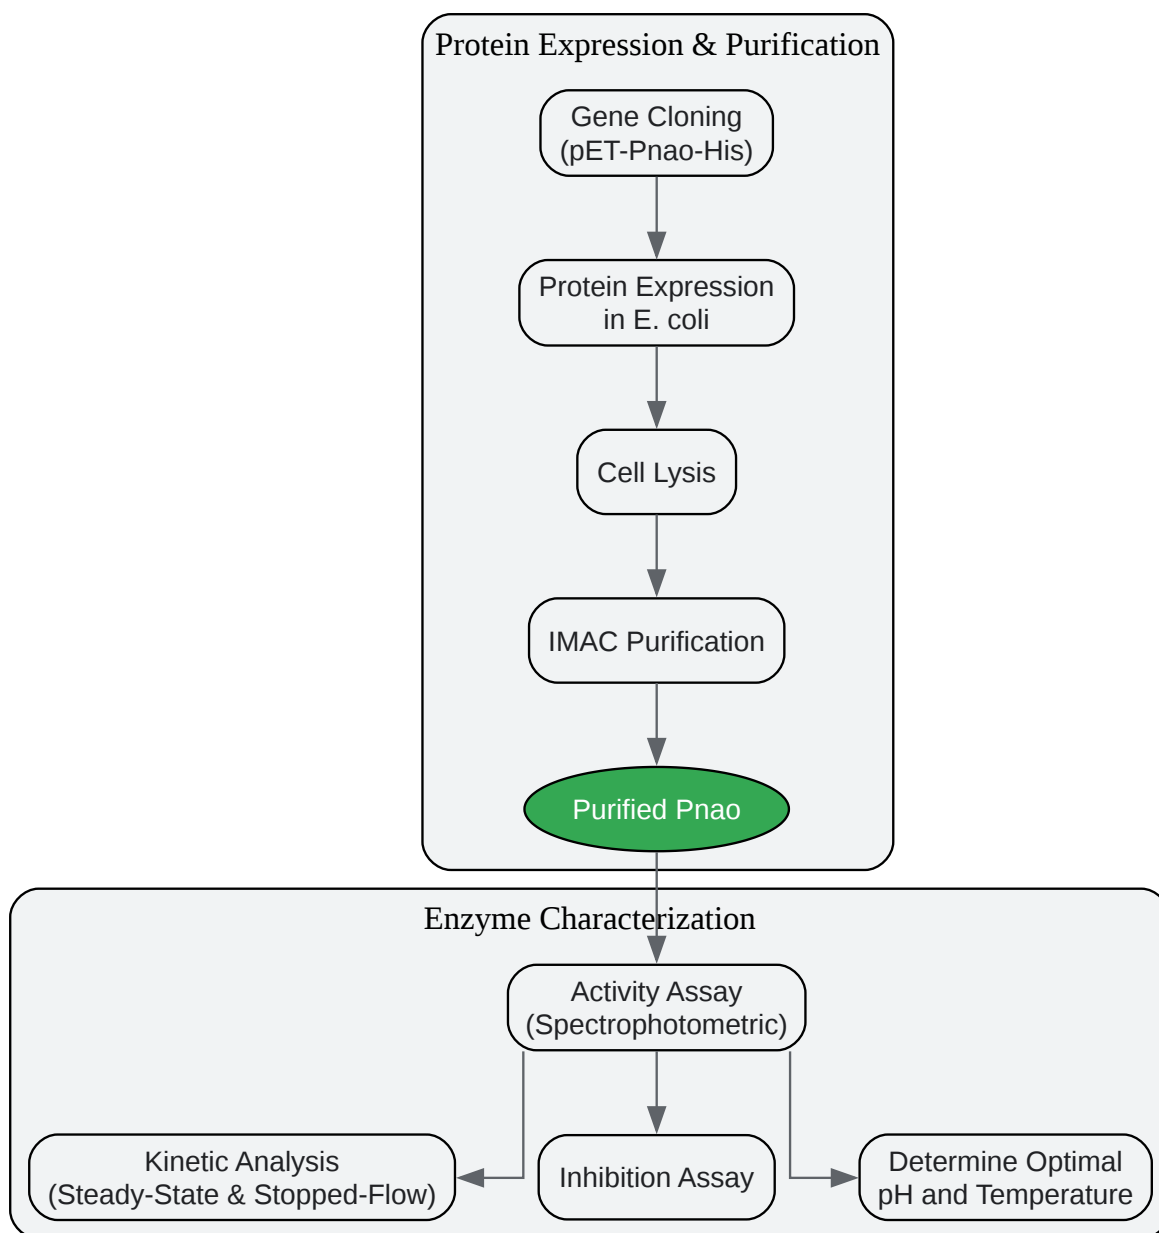 Protein Expression & Purification
Gene Cloning
(pET-Pnao-His)
Protein Expression
in E. coli
Cell Lysis
IMAC Purification
Purified Pnao
Enzyme Characterization
Activity Assay
(Spectrophotometric)
Kinetic Analysis
(Steady-State & Stopped-Flow)
Inhibition Assay
Determine Optimal
pH and Temperature